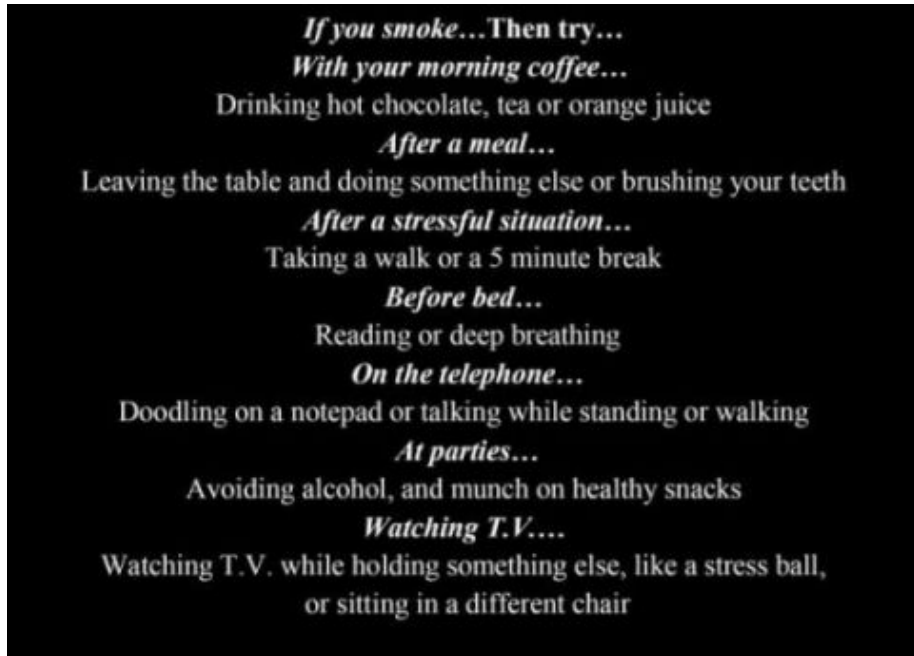 If you smoke…Then try…
With your morning coffee…
Drinking hot chocolate, tea or orange juice
After a meal…
Leaving the table and doing something else or brushing your teeth
After a stressful situation…
Taking a walk or a 5 minute break
Before bed…
Reading or deep breathing
On the telephone…
Doodling on a notepad or talking while standing or walking
At parties…
Avoiding alcohol, and munch on healthy snacks
Watching T.V.…
Watching T.V. while holding something else, like a stress ball,
or sitting in a different chair